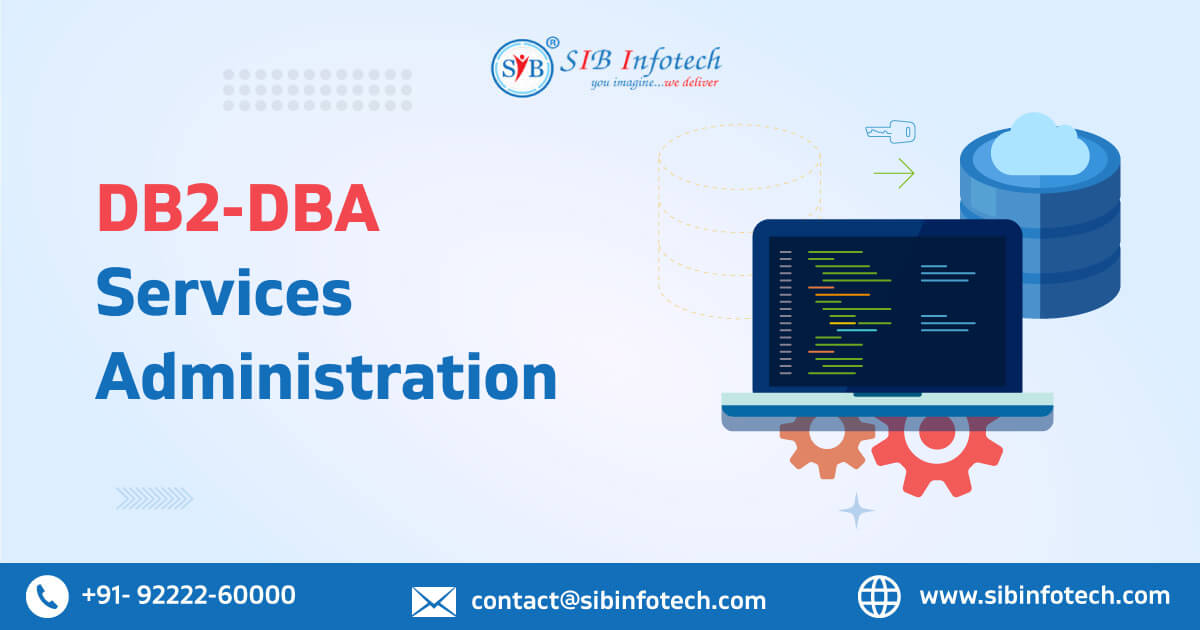 SIB
®
SIB Infotech
you imagine...we deliver
DB2-DBA
Services
Administration
+91- 92222-60000
contact@sibinfotech.com
www.sibinfotech.com